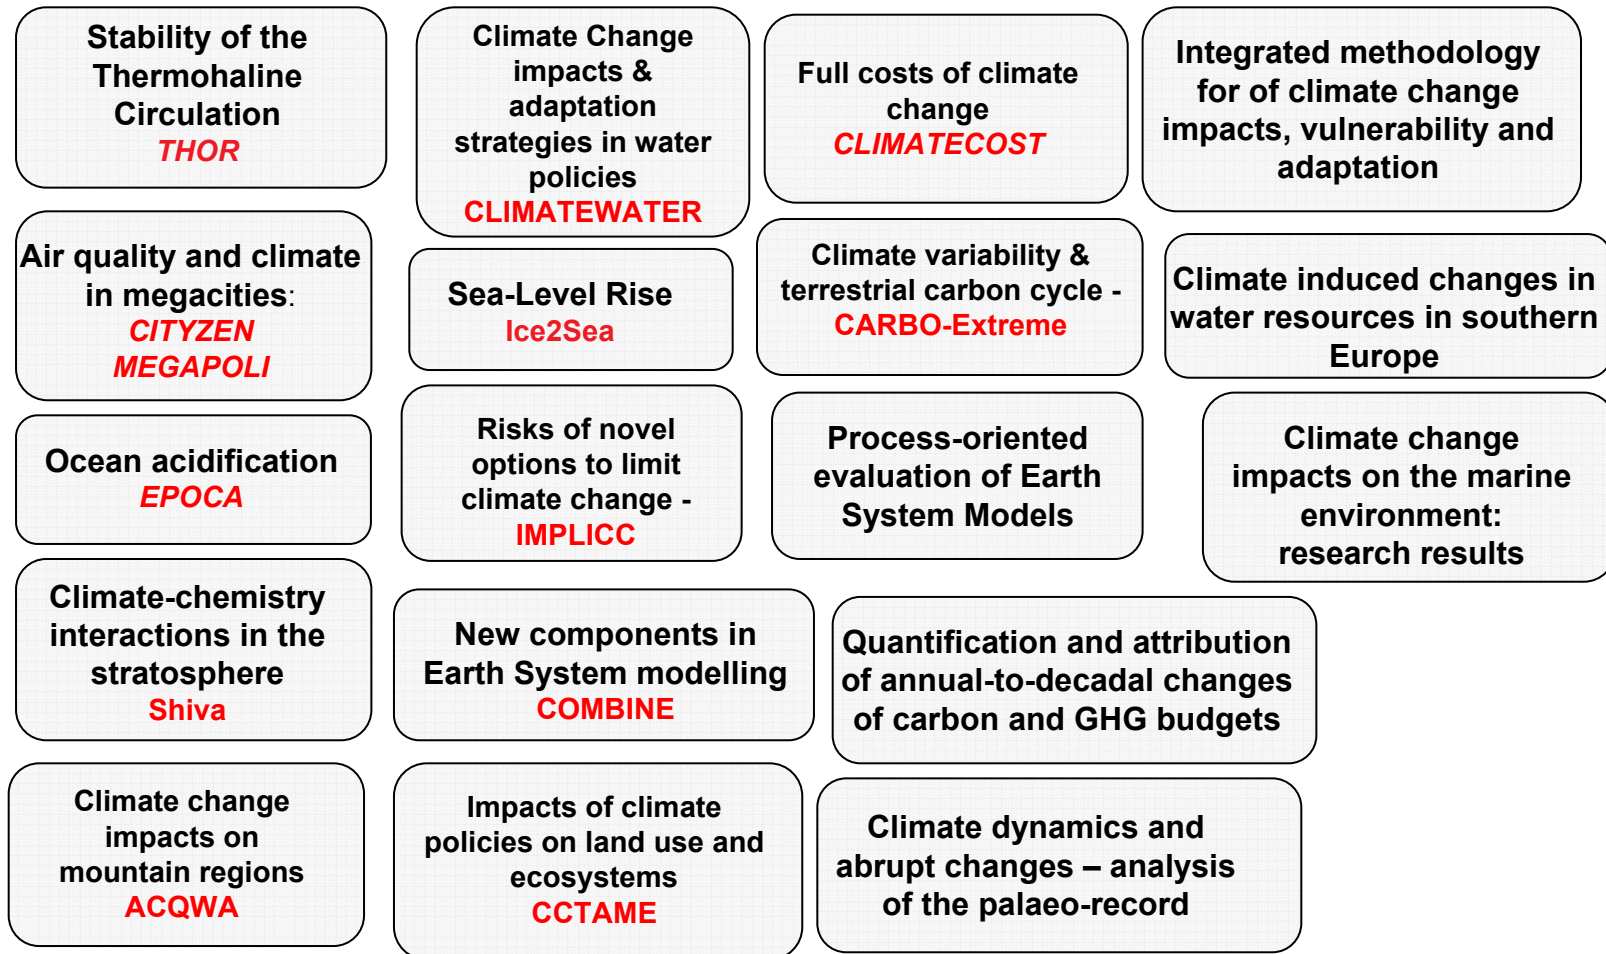 Stability of the
Thermohaline
Circulation
THOR
Climate Change
impacts &
adaptation
strategies in water
policies
CLIMATEWATER
Full costs of climate
change
CLIMATECOST
Integrated methodology
for of climate change
impacts, vulnerability and
adaptation
Air quality and climate
in megacities:
CITYZEN
MEGAPOLI
Sea-Level Rise
Ice2Sea
Climate variability &
terrestrial carbon cycle -
CARBO-Extreme
Climate induced changes in
water resources in southern
Europe
Ocean acidification
EPOCA
Risks of novel
options to limit
climate change -
IMPLICC
Process-oriented
evaluation of Earth
System Models
Climate change
impacts on the marine
environment:
research results
Climate-chemistry
interactions in the
stratosphere
Shiva
New components in
Earth System modelling
COMBINE
Quantification and attribution
of annual-to-decadal changes
of carbon and GHG budgets
Climate change
impacts on
mountain regions
ACQWA
Impacts of climate
policies on land use and
ecosystems
CCTAME
Climate dynamics and
abrupt changes – analysis
of the palaeo-record